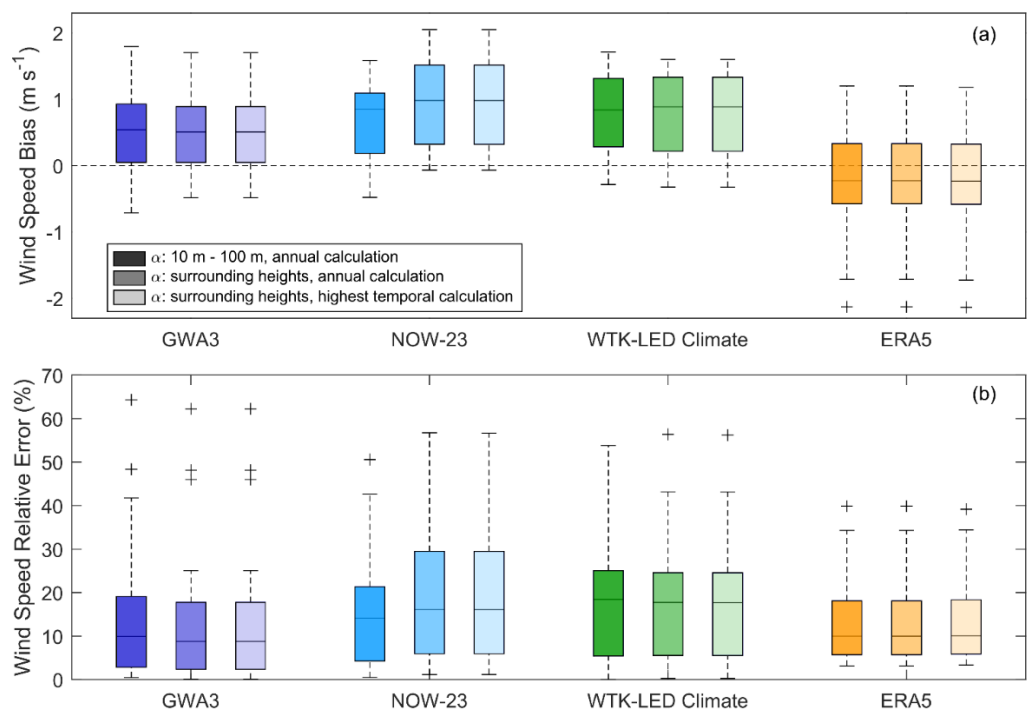 (a)
Wind Speed Bias (m s⁻¹)
2
1
0
-1
-2
α: 10 m - 100 m, annual calculation
α: surrounding heights, annual calculation
α: surrounding heights, highest temporal calculation
GWA3 NOW-23 WTK-LED Climate ERA5
(b)
Wind Speed Relative Error (%)
70
60
50
40
30
20
10
0
GWA3 NOW-23 WTK-LED Climate ERA5